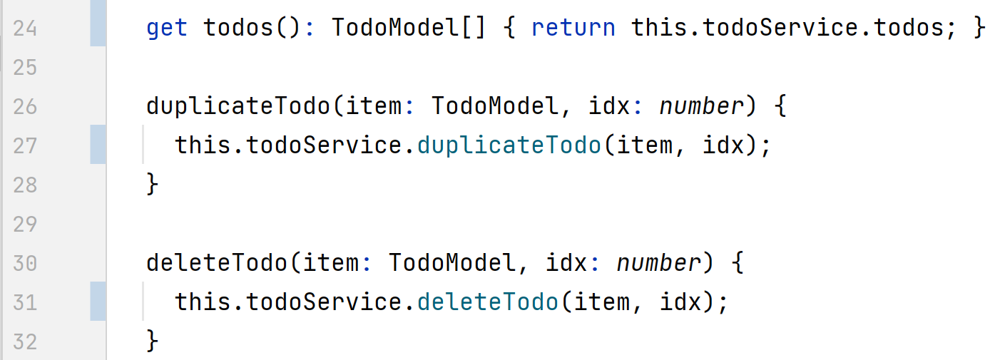 24 get todos(): TodoModel[] { return this.todoService.todos; }
25
26 duplicateTodo(item: TodoModel, idx: number) {
27 this.todoService.duplicateTodo(item, idx);
28 }
29
30 deleteTodo(item: TodoModel, idx: number) {
31 this.todoService.deleteTodo(item, idx);
32 }